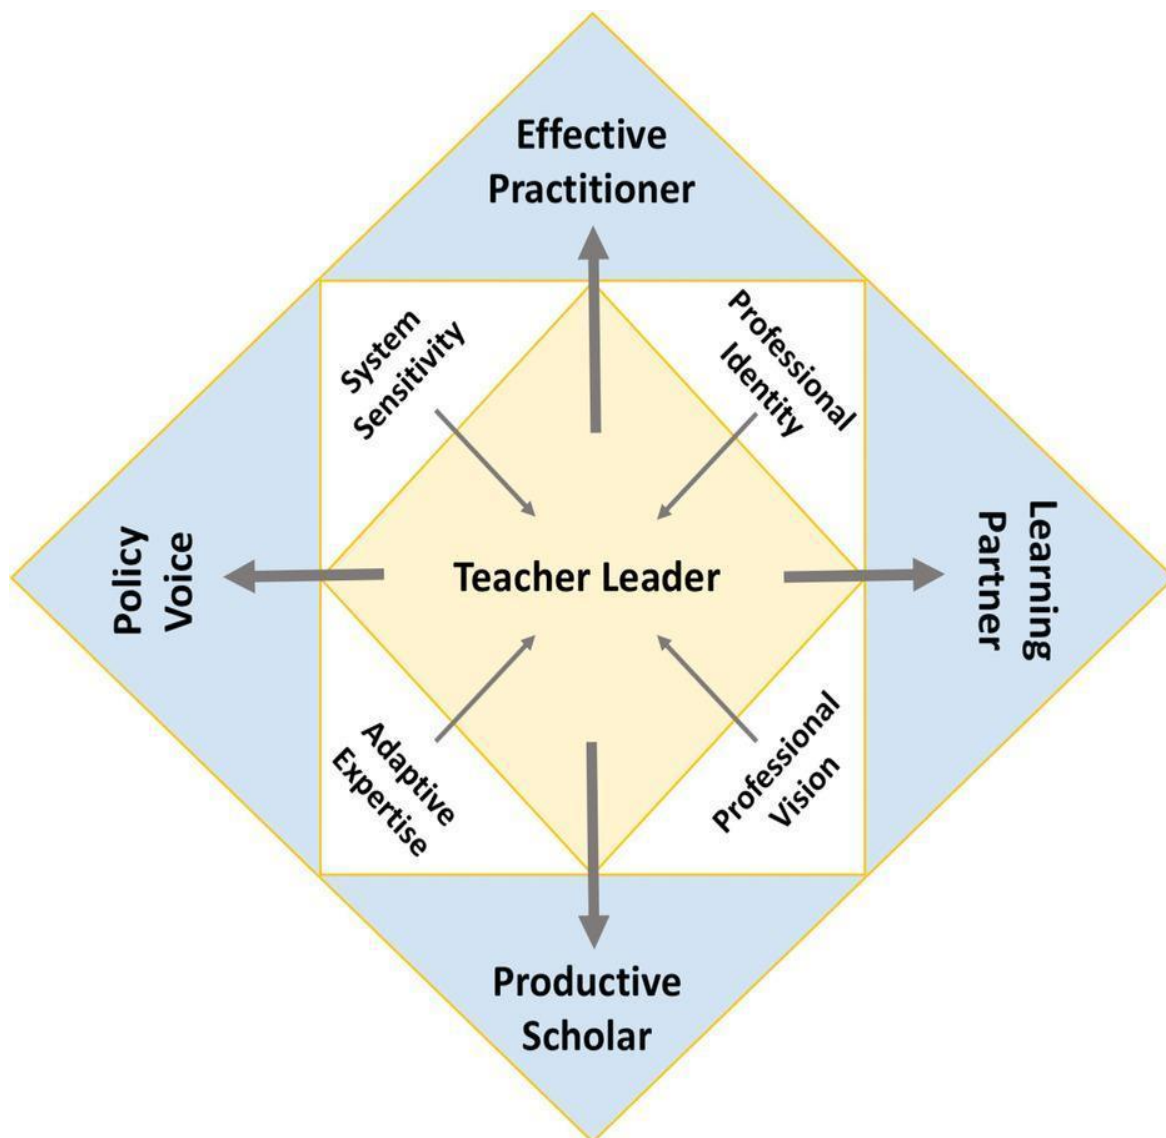 Effective
Practitioner
System
Sensitivity
Professional
Identity
Policy
Voice
Teacher Leader
Learning
Partner
Adaptive
Expertise
Professional
Vision
Productive
Scholar